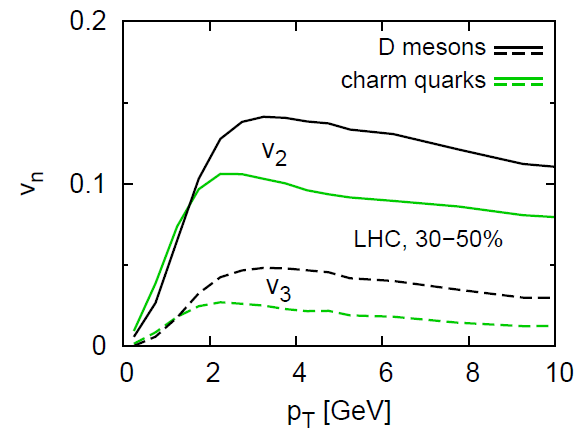 0.2
D mesons
charm quarks
v2
vn
0.1
LHC, 30−50%
v3
0
0 2 4 6 8 10
pT [GeV]